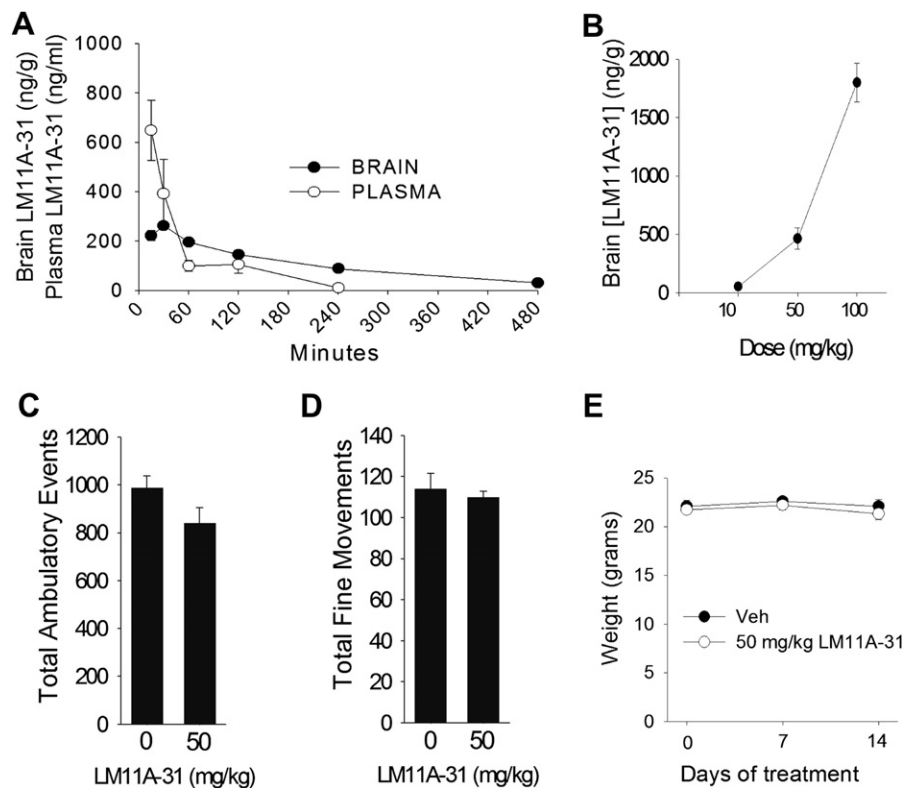 A
Brain LM11A-31 (ng/g)
Plasma LM11A-31 (ng/ml)
1000
800
600
400
200
0
BRAIN
PLASMA
0
60
120
180
240
300
360
420
480
Minutes
B
Brain [LM11A-31] (ng/g)
2000
1500
1000
500
0
10
50
100
Dose (mg/kg)
C
Total Ambulatory Events
1200
1000
800
600
400
200
0
0
50
LM11A-31 (mg/kg)
D
Total Fine Movements
140
120
100
80
60
40
20
0
0
50
LM11A-31 (mg/kg)
E
Weight (grams)
25
22
15
10
5
0
Veh
50 mg/kg LM11A-31
0
7
14
Days of treatment